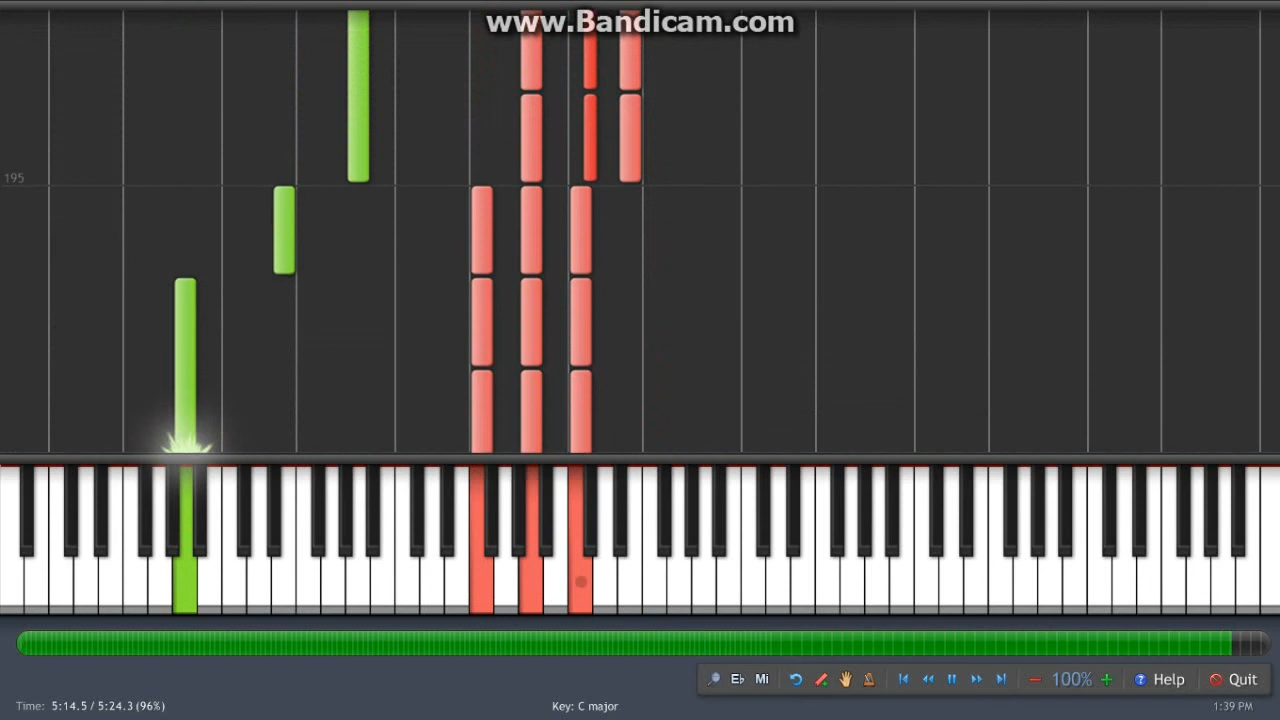 www.Bandicam.com
195
Eb Mi 100% Help Quit
Time: 5:14.5 / 5:24.3 (96%) Key: C major 1:39 PM